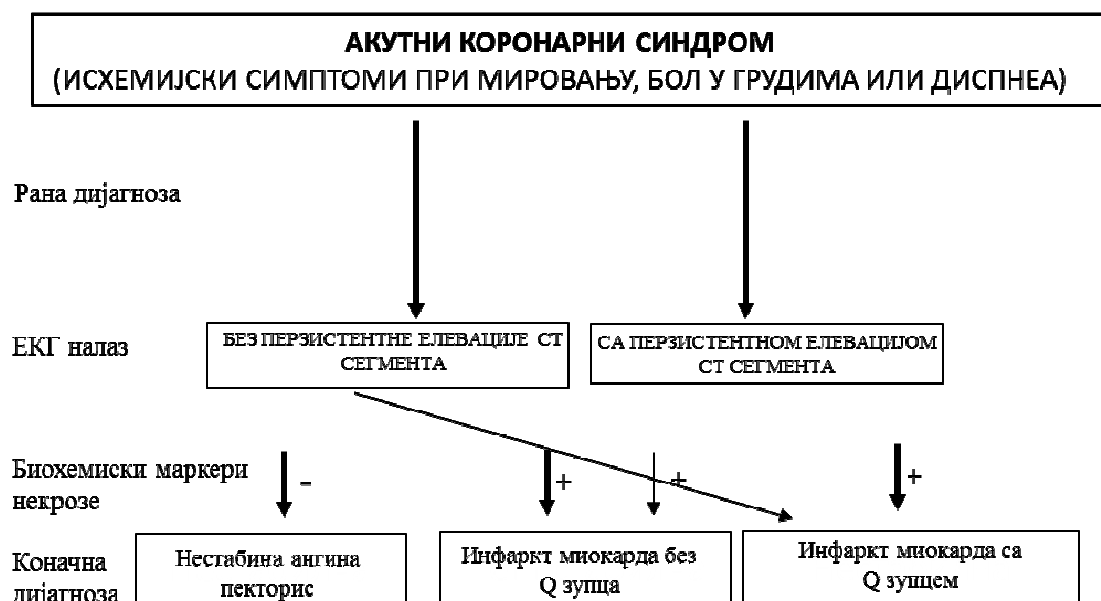 АКУТНИ КОРОНАРНИ СИНДРОМ
(ИСХЕМИЈСКИ СИМПТОМИ ПРИ МИРОВАЊУ, БОЛ У ГРУДИМА ИЛИ ДИСПНЕА)
Рана дијагноза
ЕКГ налаз
БЕЗ ПЕРЗИСТЕНТНЕ ЕЛЕВАЦИЈЕ СТ
СЕГМЕНТА
СА ПЕРЗИСТЕНТНОМ ЕЛЕВАЦИЈОМ
СТ СЕГМЕНТА
Биохемиски маркери
некрозе
-
+
+
+
Коначна
дијагноза
Нестабина ангина
пекторис
Инфаркт миокарда без
Q зупца
Инфаркт миокарда са
Q зупцем